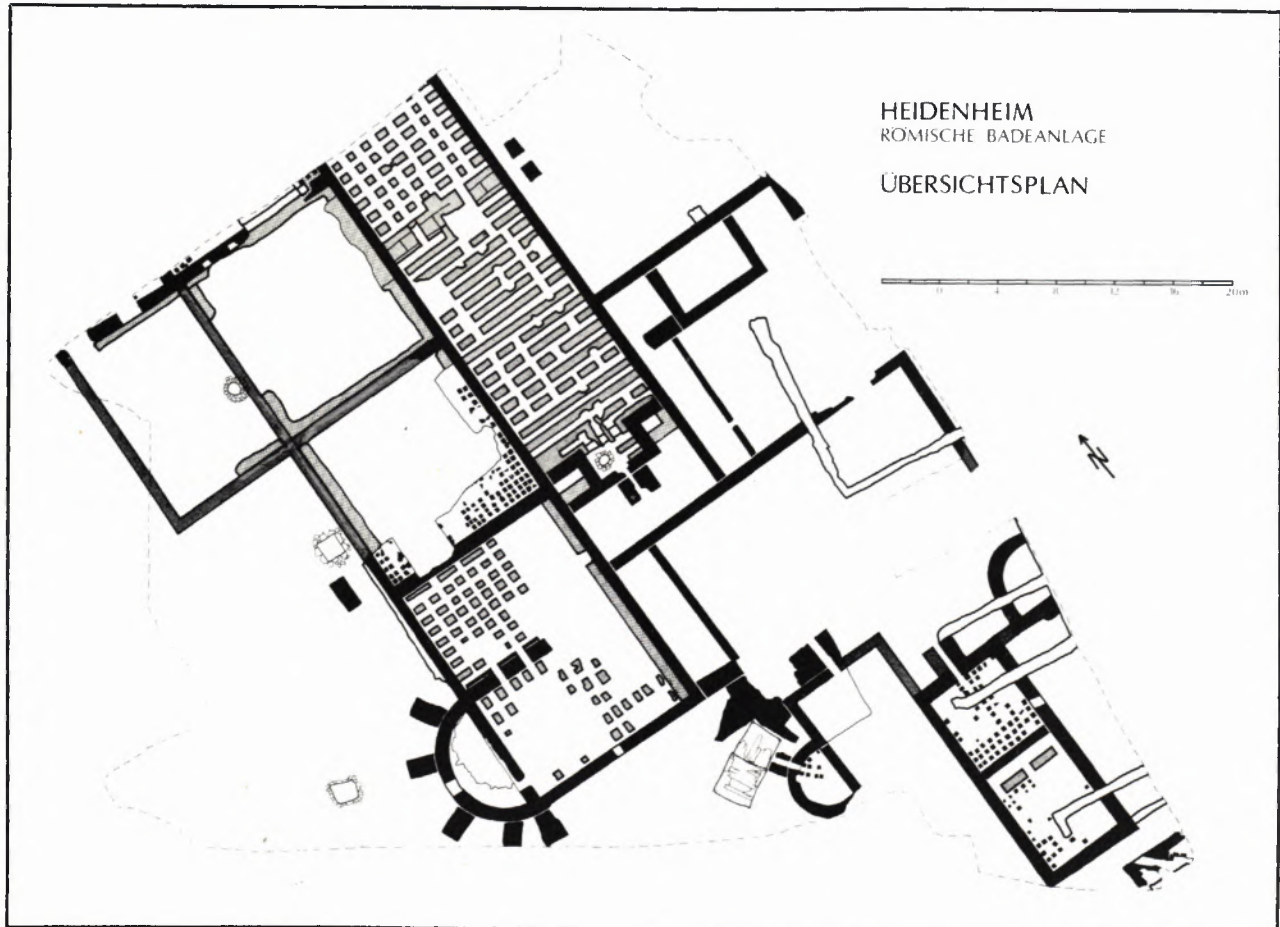 HEIDENHEIM
RÖMISCHE BADEANLAGE
ÜBERSICHTSPLAN
0 4 8 12 16 20m
N